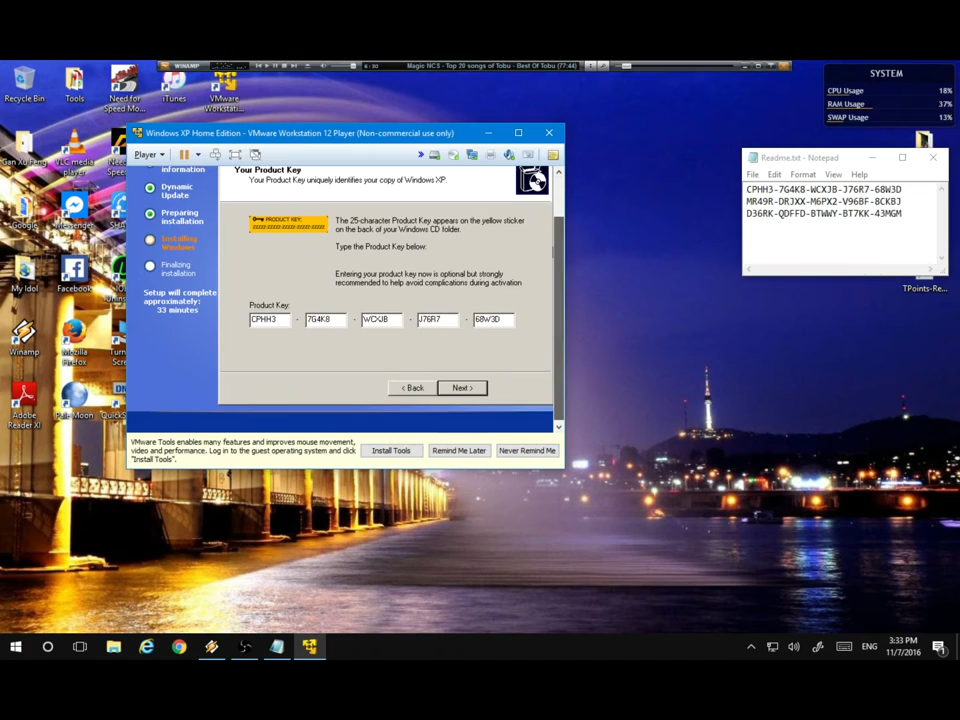 WINAMP
6:30
Magic NCS - Top 20 songs of Tobu - Best Of Tobu (77:44)
Recycle Bin
Tools
Need for
Speed Mo...
iTunes
VMware
Workstati...
SYSTEM
CPU Usage
18%
RAM Usage
37%
SWAP Usage
13%
Gan Xu Feng
VLC media
player
Google
Messenger
My Idol
Facebook
Winamp
Mozilla
Firefox
Adobe
Reader XI
Pale Moon
Windows XP Home Edition - VMware Workstation 12 Player (Non-commercial use only)
Player
information
Dynamic
Update
Preparing
installation
Installing
Windows
Finalizing
installation
Setup will complete
approximately:
33 minutes
Your Product Key
Your Product Key uniquely identifies your copy of Windows XP.
PRODUCT KEY:
The 25-character Product Key appears on the yellow sticker
on the back of your Windows CD folder.
Type the Product Key below:
Entering your product key now is optional but strongly
recommended to help avoid complications during activation
Product Key:
CPHH3 - 7G4K8 - WCXJB - J76R7 - 68W3D
< Back
Next >
VMware Tools enables many features and improves mouse movement,
video and performance. Log in to the guest operating system and click
"Install Tools".
Install Tools
Remind Me Later
Never Remind Me
Readme.txt - Notepad
File Edit Format View Help
CPHH3-7G4K8-WCXJB-J76R7-68W3D
MR49R-DRJXX-M6PX2-V96BF-8CKBJ
D36RK-QDFFD-BTWWY-BT7KK-43MGM
TPoints-Re...
ENG
3:33 PM
11/7/2016